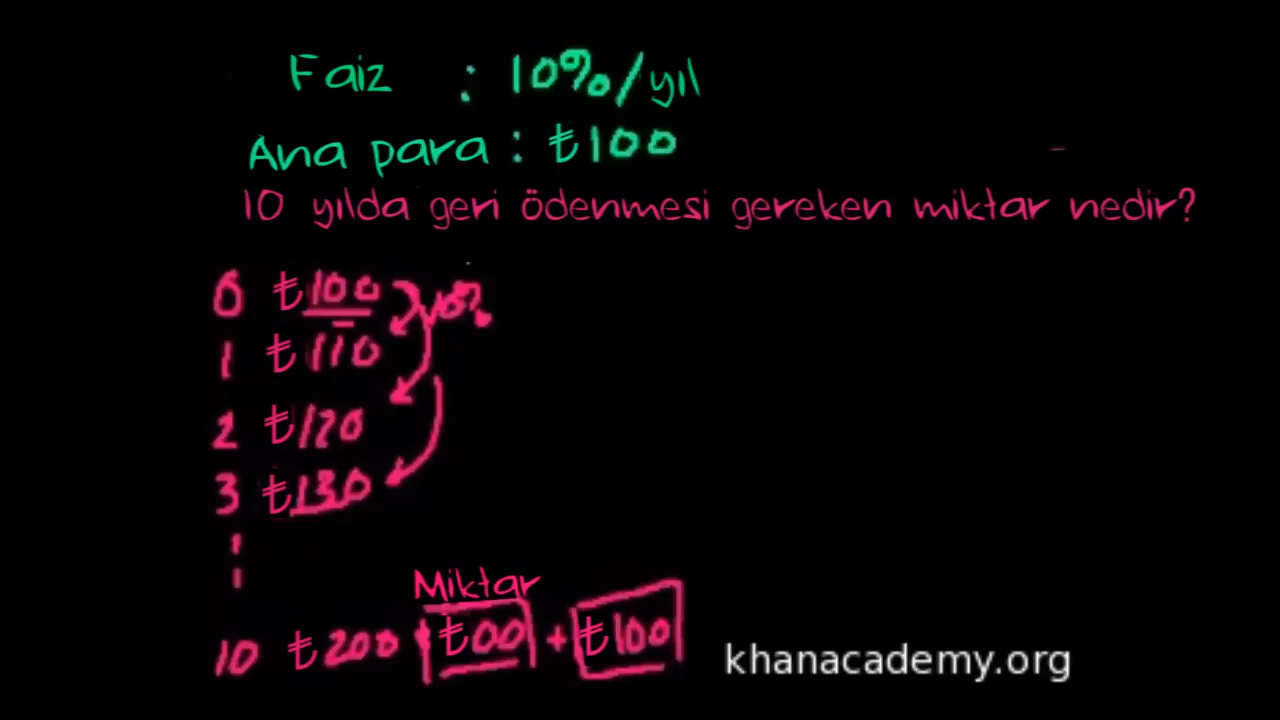 Faiz : 10%/yıl
Ana para : ₺100
10 yılda geri ödenmesi gereken miktar nedir?
0 ₺100 10%
1 ₺110
2 ₺120
3 ₺130
Miktar
10 ₺200 ₺00 + ₺100
khanacademy.org